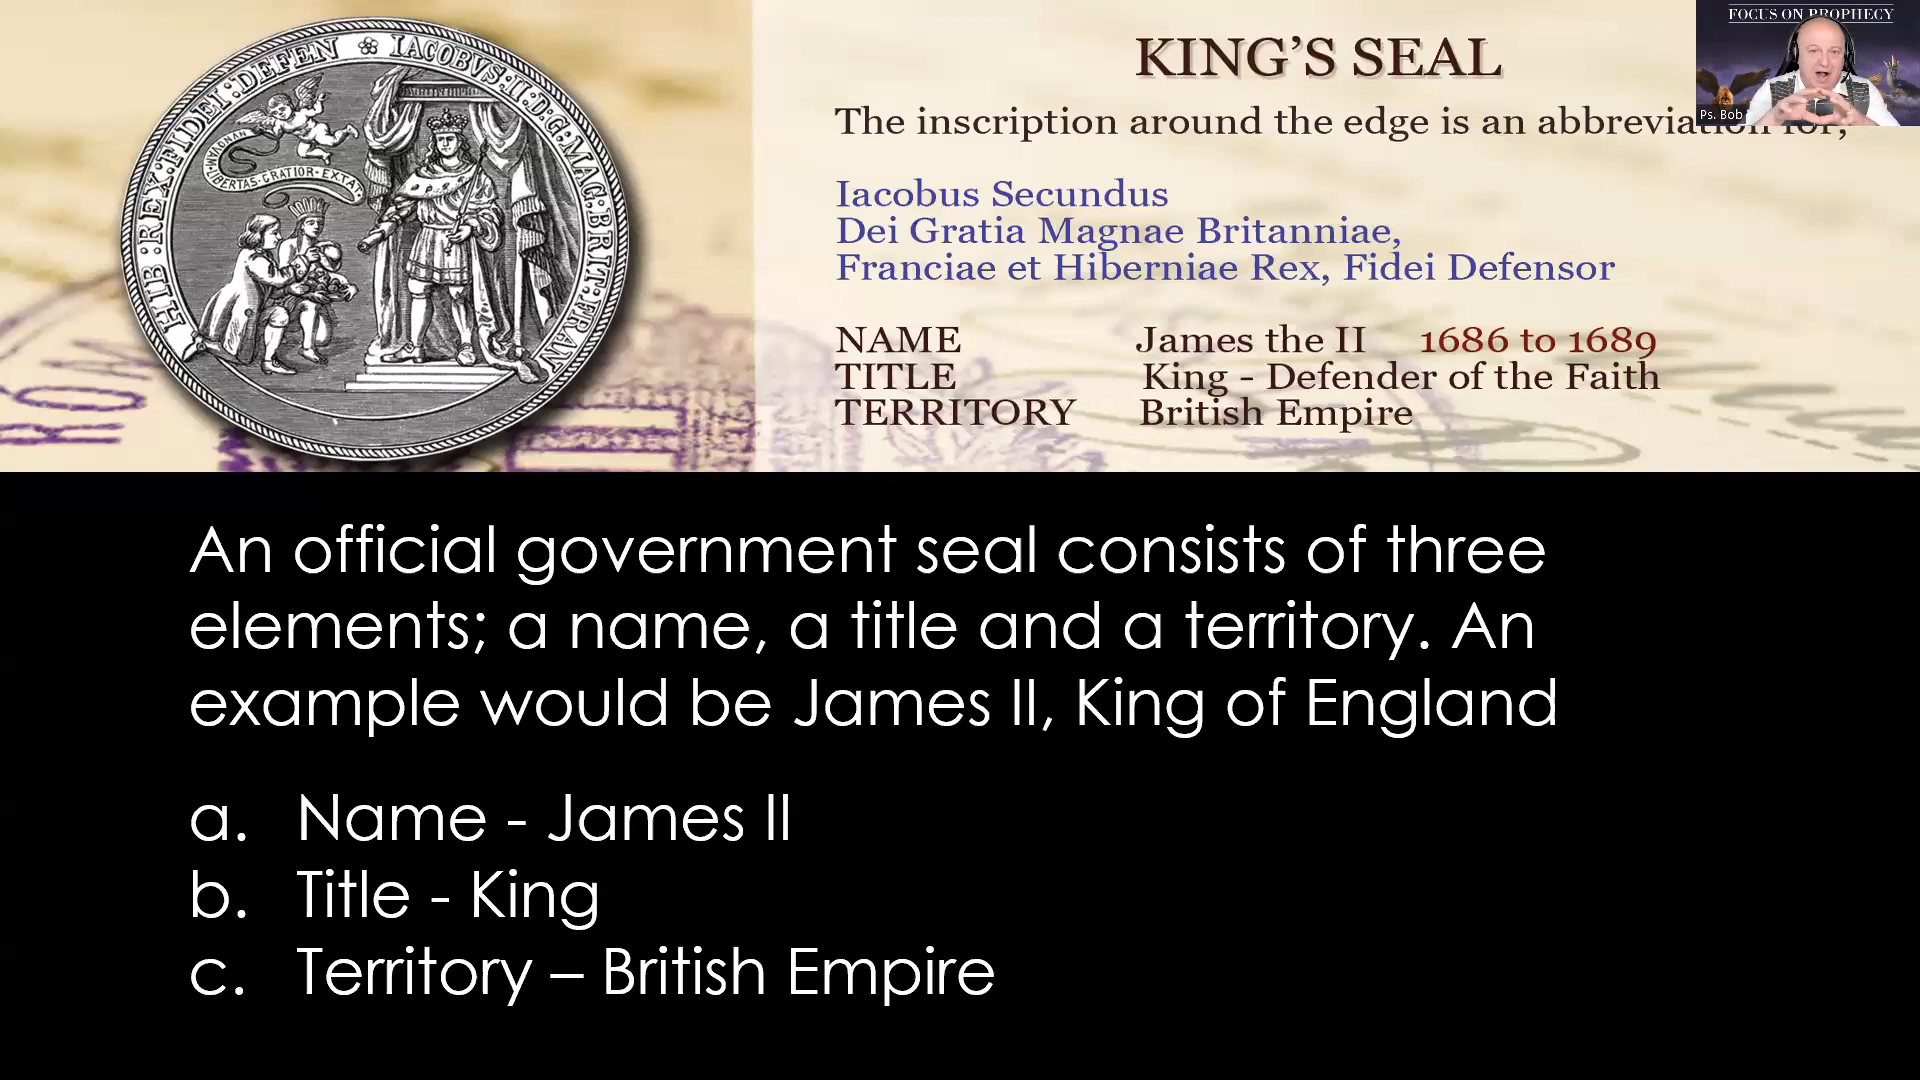 IACOBVS:II:D:G:MAG:BRIT:FRAN
HIB:REX:FIDEI:DEFEN
LIBERTAS·GRATIOR·EXTAT
KING'S SEAL
The inscription around the edge is an abbreviation for,
Iacobus Secundus
Dei Gratia Magnae Britanniae,
Franciae et Hiberniae Rex, Fidei Defensor
NAME James the II 1686 to 1689
TITLE King - Defender of the Faith
TERRITORY British Empire
FOCUS ON PROPHECY
Ps. Bob
An official government seal consists of three
elements; a name, a title and a territory. An
example would be James II, King of England
a. Name - James II
b. Title - King
c. Territory – British Empire